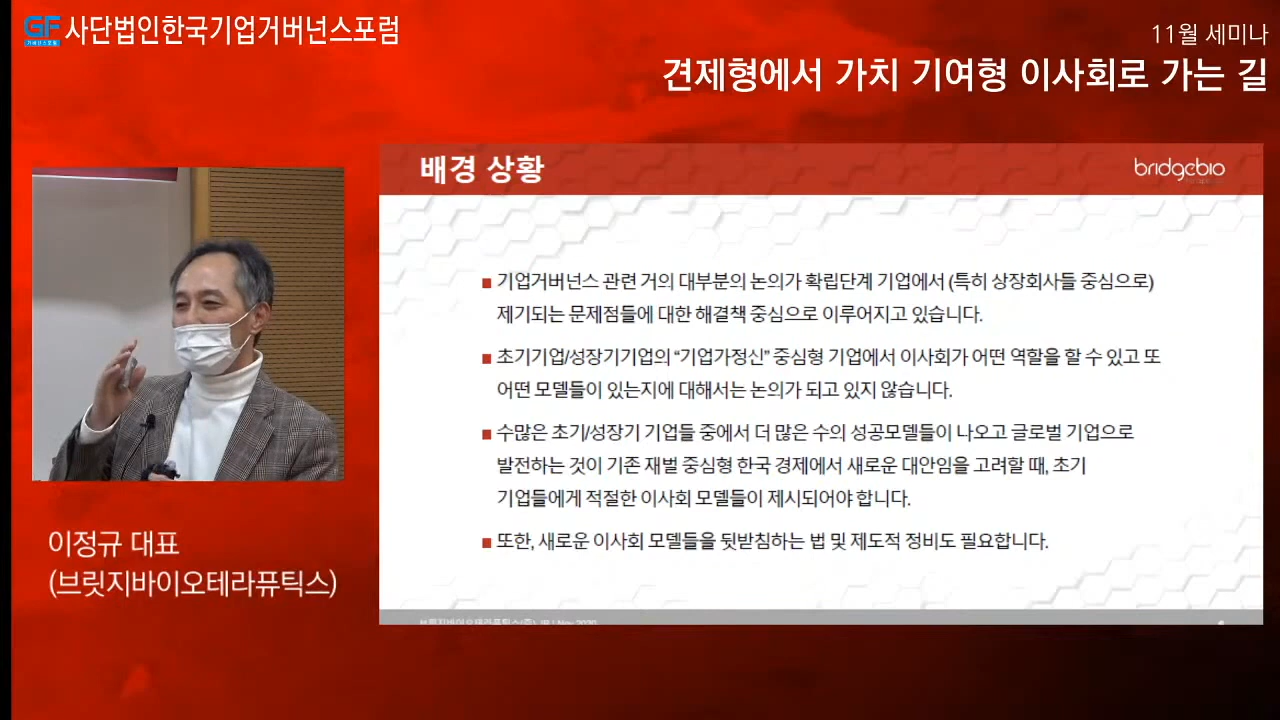 GF 사단법인한국기업거버넌스포럼
거버넌스포럼
11월 세미나
견제형에서 가치 기여형 이사회로 가는 길
배경 상황
bridgebio
■ 기업거버넌스 관련 거의 대부분의 논의가 확립단계 기업에서 (특히 상장회사들 중심으로)
제기되는 문제점들에 대한 해결책 중심으로 이루어지고 있습니다.
■ 초기기업/성장기기업의 “기업가정신” 중심형 기업에서 이사회가 어떤 역할을 할 수 있고 또
어떤 모델들이 있는지에 대해서는 논의가 되고 있지 않습니다.
■ 수많은 초기/성장기 기업들 중에서 더 많은 수의 성공모델들이 나오고 글로벌 기업으로
발전하는 것이 기존 재벌 중심형 한국 경제에서 새로운 대안임을 고려할 때, 초기
기업들에게 적절한 이사회 모델들이 제시되어야 합니다.
■ 또한, 새로운 이사회 모델들을 뒷받침하는 법 및 제도적 정비도 필요합니다.
이정규 대표
(브릿지바이오테라퓨틱스)